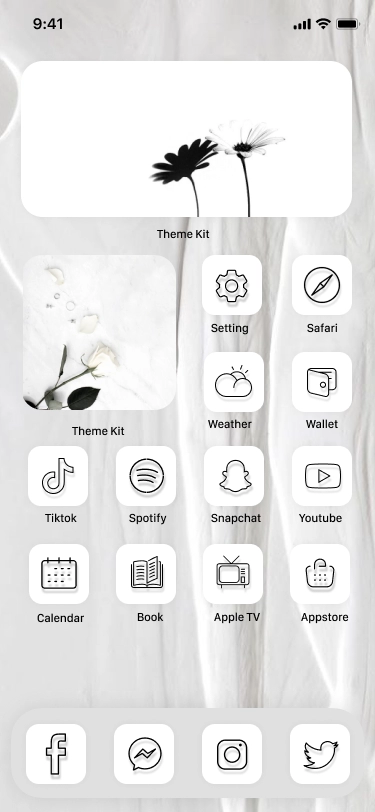 9:41
Theme Kit
Setting
Safari
Theme Kit
Weather
Wallet
Tiktok
Spotify
Snapchat
Youtube
Calendar
Book
Apple TV
Appstore